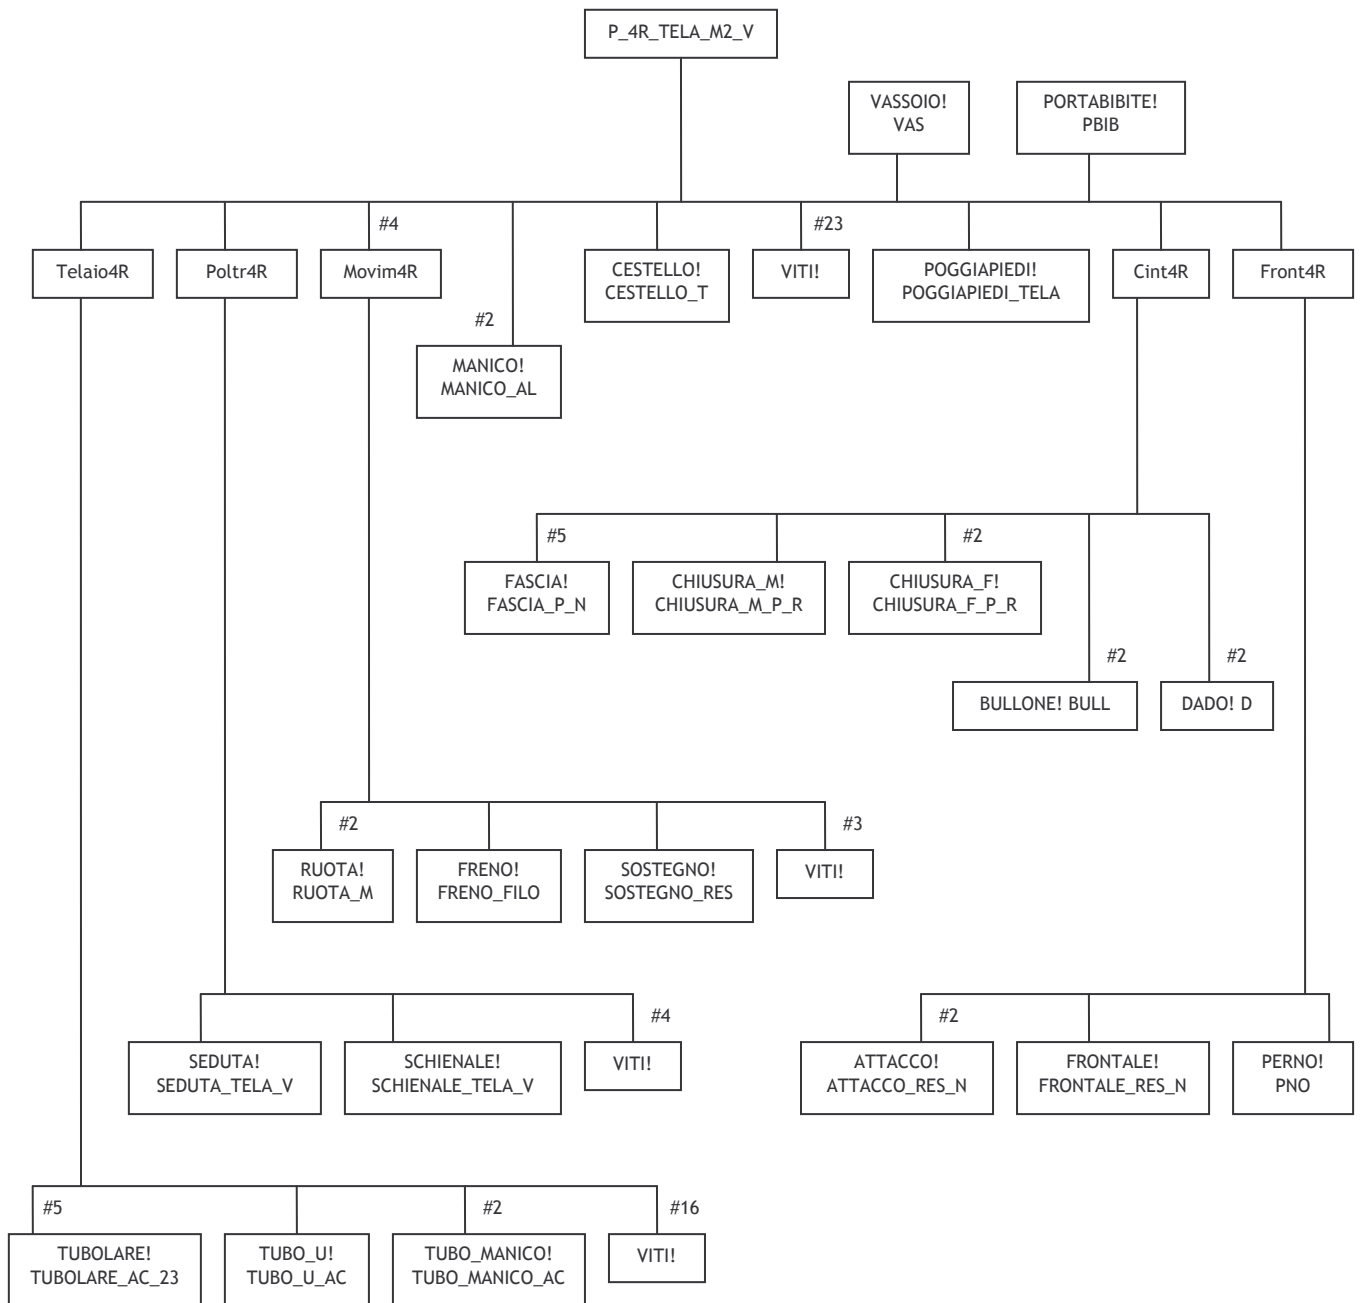 P_4R_TELA_M2_V
VASSOIO!
VAS
PORTABIBITE!
PBIB
#4
#23
Telaio4R
Poltr4R
Movim4R
CESTELLO!
CESTELLO_T
VITI!
POGGIAPIEDI!
POGGIAPIEDI_TELA
Cint4R
Front4R
#2
MANICO!
MANICO_AL
#5
#2
FASCIA!
FASCIA_P_N
CHIUSURA_M!
CHIUSURA_M_P_R
CHIUSURA_F!
CHIUSURA_F_P_R
#2
#2
BULLONE! BULL
DADO! D
#2
#3
RUOTA!
RUOTA_M
FRENO!
FRENO_FILO
SOSTEGNO!
SOSTEGNO_RES
VITI!
#4
#2
SEDUTA!
SEDUTA_TELA_V
SCHIENALE!
SCHIENALE_TELA_V
VITI!
ATTACCO!
ATTACCO_RES_N
FRONTALE!
FRONTALE_RES_N
PERNO!
PNO
#5
#2
#16
TUBOLARE!
TUBOLARE_AC_23
TUBO_U!
TUBO_U_AC
TUBO_MANICO!
TUBO_MANICO_AC
VITI!